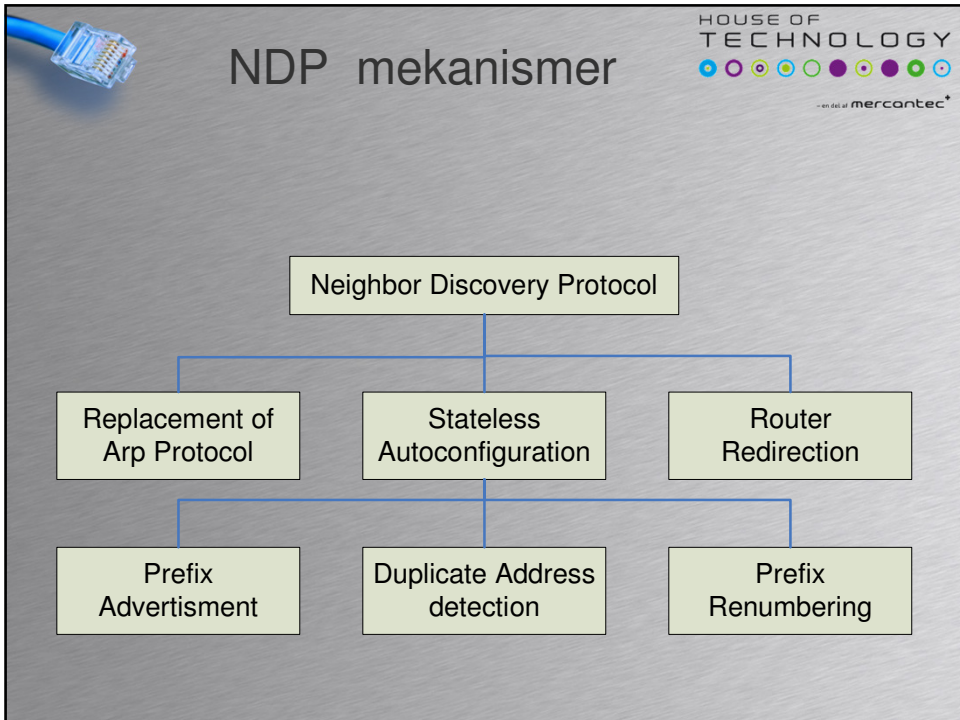 NDP mekanismer
HOUSE OF
TECHNOLOGY
- en del af mercantec+
Neighbor Discovery Protocol
Replacement of
Arp Protocol
Stateless
Autoconfiguration
Router
Redirection
Prefix
Advertisment
Duplicate Address
detection
Prefix
Renumbering